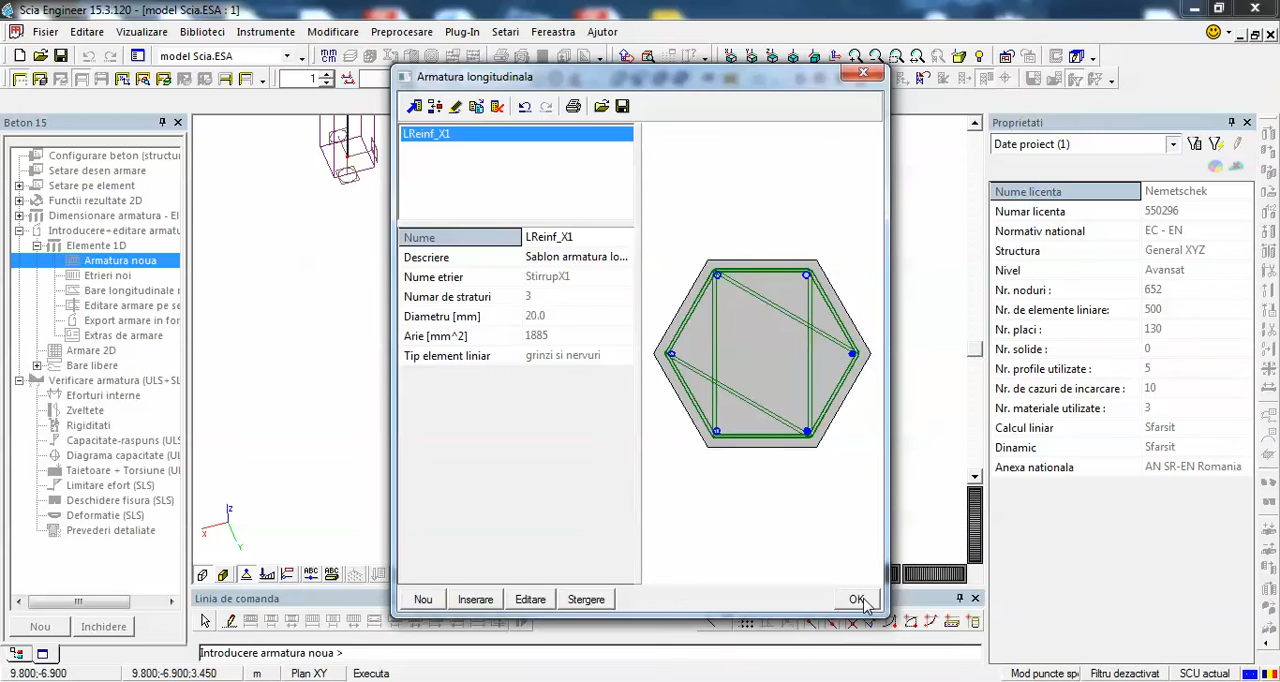 Scia Engineer 15.3.120 - [model Scia.ESA : 1]
Fisier Editare Vizualizare Biblioteci Instrumente Modificare Preprocesare Plug-In Setări Fereastra Ajutor
model Scia.ESA
1
Beton 15
Configurare beton (structu
Setare desen armare
Setare pe element
Functii rezultate 2D
Dimensionare armatura - El
Introducere+editare armatu
Elemente 1D
Armatura noua
Etrieri noi
Bare longitudinale n
Editare armare pe se
Export armare in for
Extras de armare
Armare 2D
Bare libere
Verificare armatura (ULS+SL
Eforturi interne
Zveltete
Rigiditati
Capacitate-raspuns (UL
Diagrama capacitate (U
Taietoare + Torsiune (UL
Limitare efort (SLS)
Deschidere fisura (SLS)
Deformatie (SLS)
Prevederi detaliate
Nou Inchidere
Armatura longitudinala
LReinf_X1
Nume LReinf_X1
Descriere Sablon armatura lo...
Nume etrier StirrupX1
Numar de straturi 3
Diametru [mm] 20.0
Arie [mm^2] 1885
Tip element liniar grinzi si nervuri
Nou Inserare Editare Stergere OK
Z
X
Y
ABC ABC
Proprietati
Date proiect (1)
Nume licenta Nemetschek
Numar licenta 550296
Normativ national EC - EN
Structura General XYZ
Nivel Avansat
Nr. noduri : 652
Nr. de elemente liniare: 500
Nr. placi : 130
Nr. solide : 0
Nr. profile utilizate : 5
Nr. de cazuri de incarcare : 10
Nr. materiale utilizate : 3
Calcul liniar Sfarsit
Dinamic Sfarsit
Anexa nationala AN SR-EN Romania
Linia de comanda
Introducere armatura noua >
9.800;-6.900 9.800;-6.900;3.450 m Plan XY Executa Mod puncte spe Filtru dezactivat SCU actual